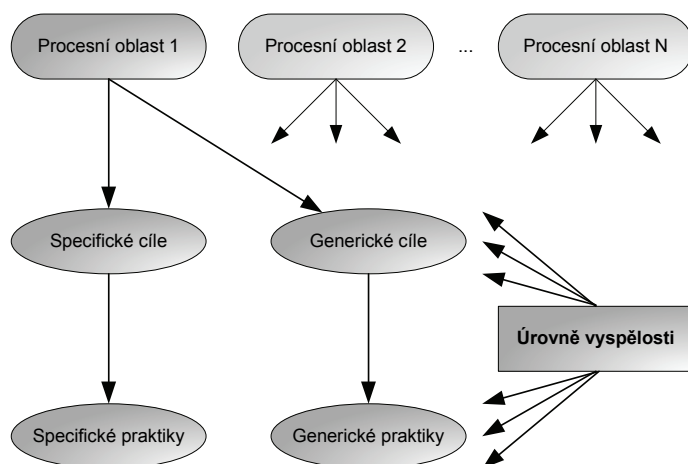 Procesní oblast 1
Procesní oblast 2
...
Procesní oblast N
Specifické cíle
Generické cíle
Úrovně vyspělosti
Specifické praktiky
Generické praktiky